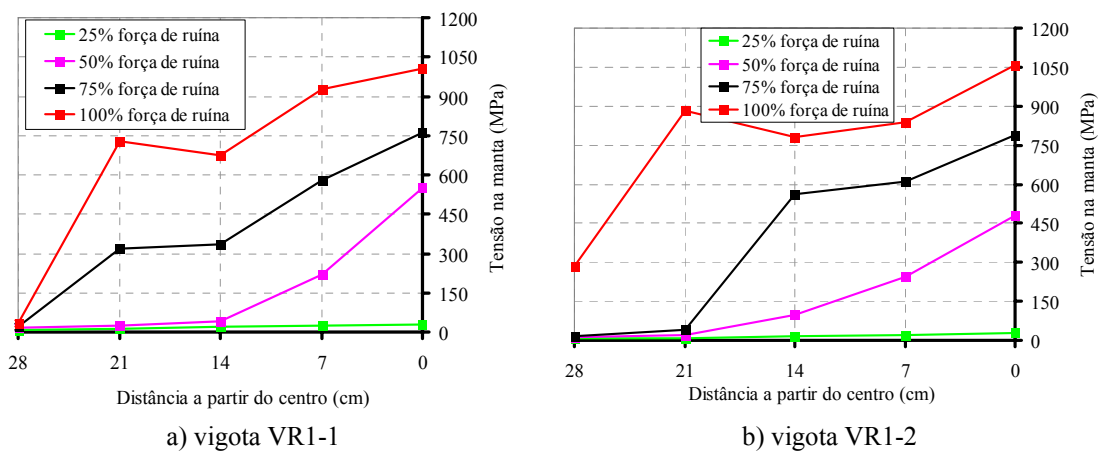 25% força de ruína
50% força de ruína
75% força de ruína
100% força de ruína
1200
1050
900
750
600
450
300
150
0
Tensão na manta (MPa)
28 21 14 7 0
Distância a partir do centro (cm)
a) vigota VR1-1
25% força de ruína
50% força de ruína
75% força de ruína
100% força de ruína
1200
1050
900
750
600
450
300
150
0
Tensão na manta (MPa)
28 21 14 7 0
Distância a partir do centro (cm)
b) vigota VR1-2